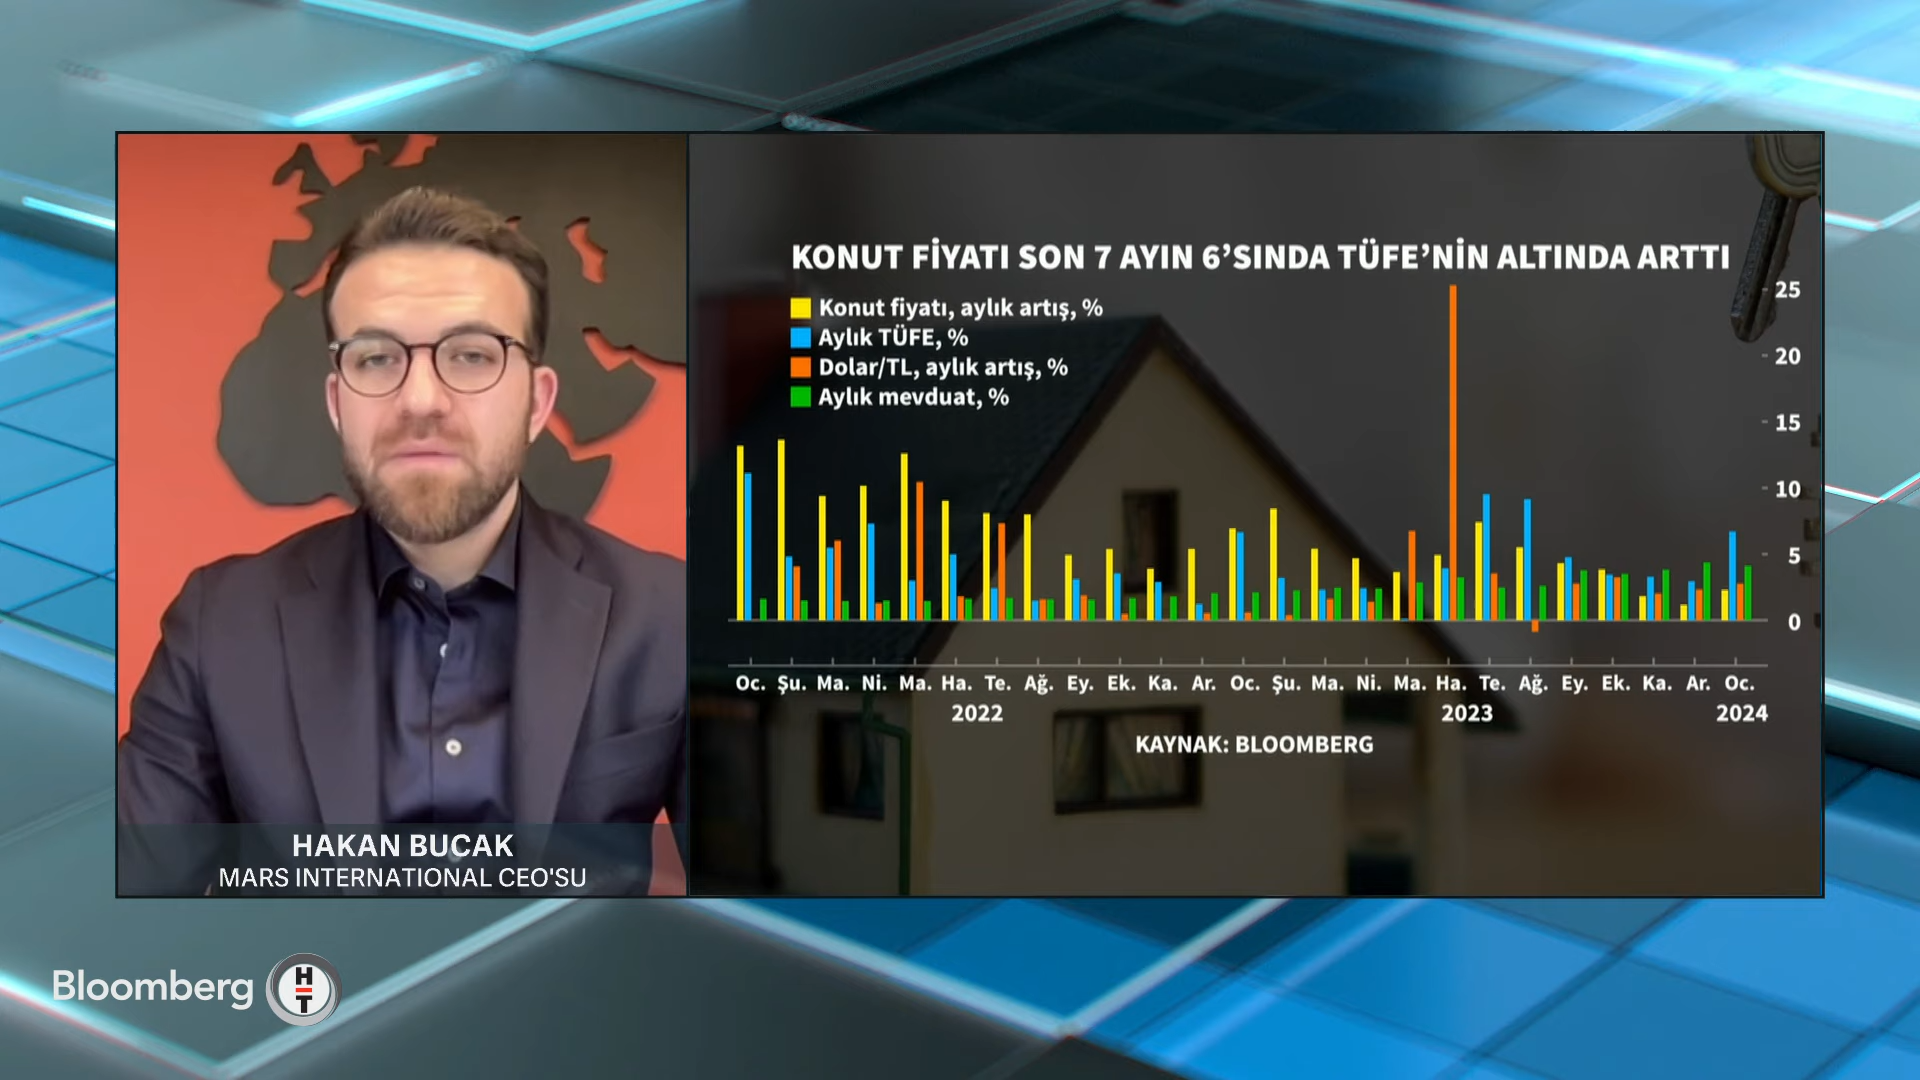 KONUT FİYATI SON 7 AYIN 6’SINDA TÜFE’NİN ALTINDA ARTTI
Konut fiyatı, aylık artış, %
Aylık TÜFE, %
Dolar/TL, aylık artış, %
Aylık mevduat, %
25
20
15
10
5
0
Oc. Şu. Ma. Ni. Ma. Ha. Te. Ağ. Ey. Ek. Ka. Ar. Oc. Şu. Ma. Ni. Ma. Ha. Te. Ağ. Ey. Ek. Ka. Ar. Oc.
2022 2023 2024
KAYNAK: BLOOMBERG
HAKAN BUCAK
MARS INTERNATIONAL CEO'SU
Bloomberg HT